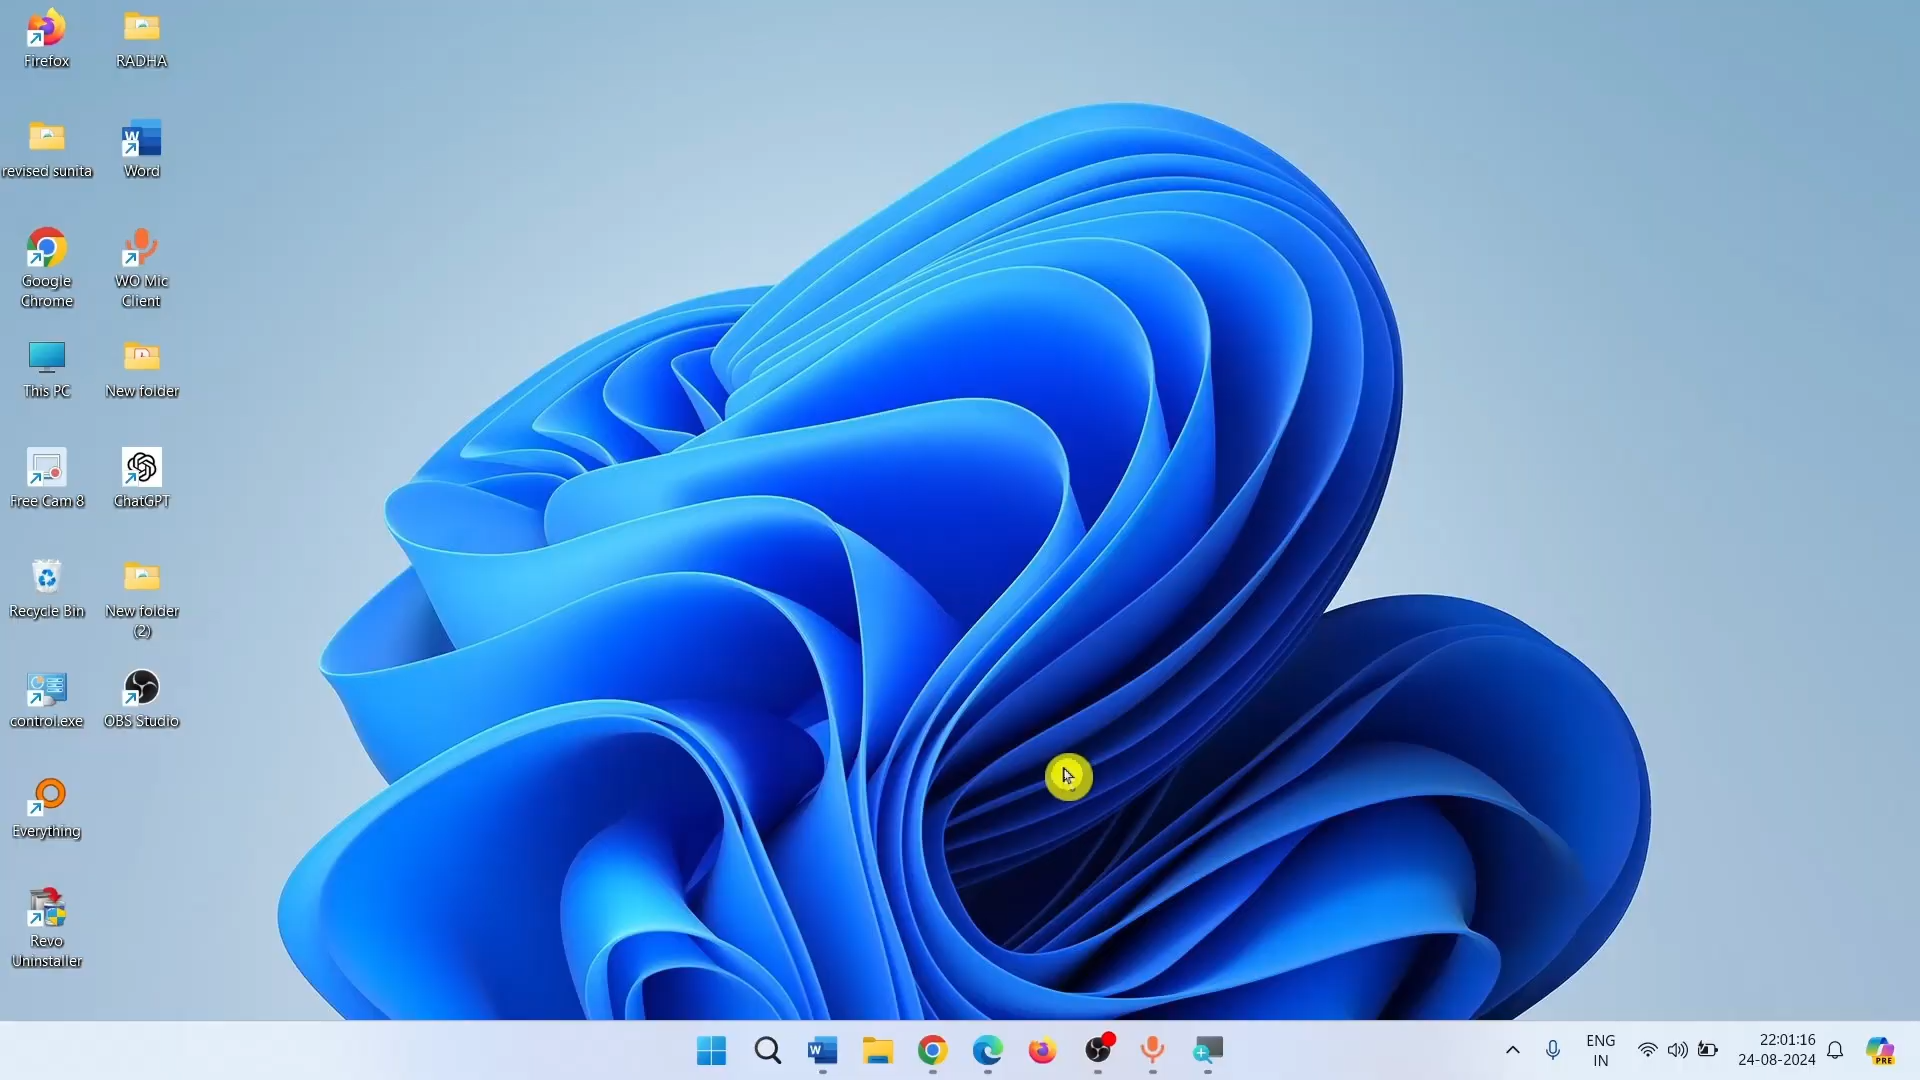 Firefox
RADHA
revised sunita
Word
Google
Chrome
WO Mic
Client
This PC
New folder
Free Cam 8
ChatGPT
Recycle Bin
New folder
(2)
control.exe
OBS Studio
Everything
Revo
Uninstaller
ENG
IN
22:01:16
24-08-2024
PRE